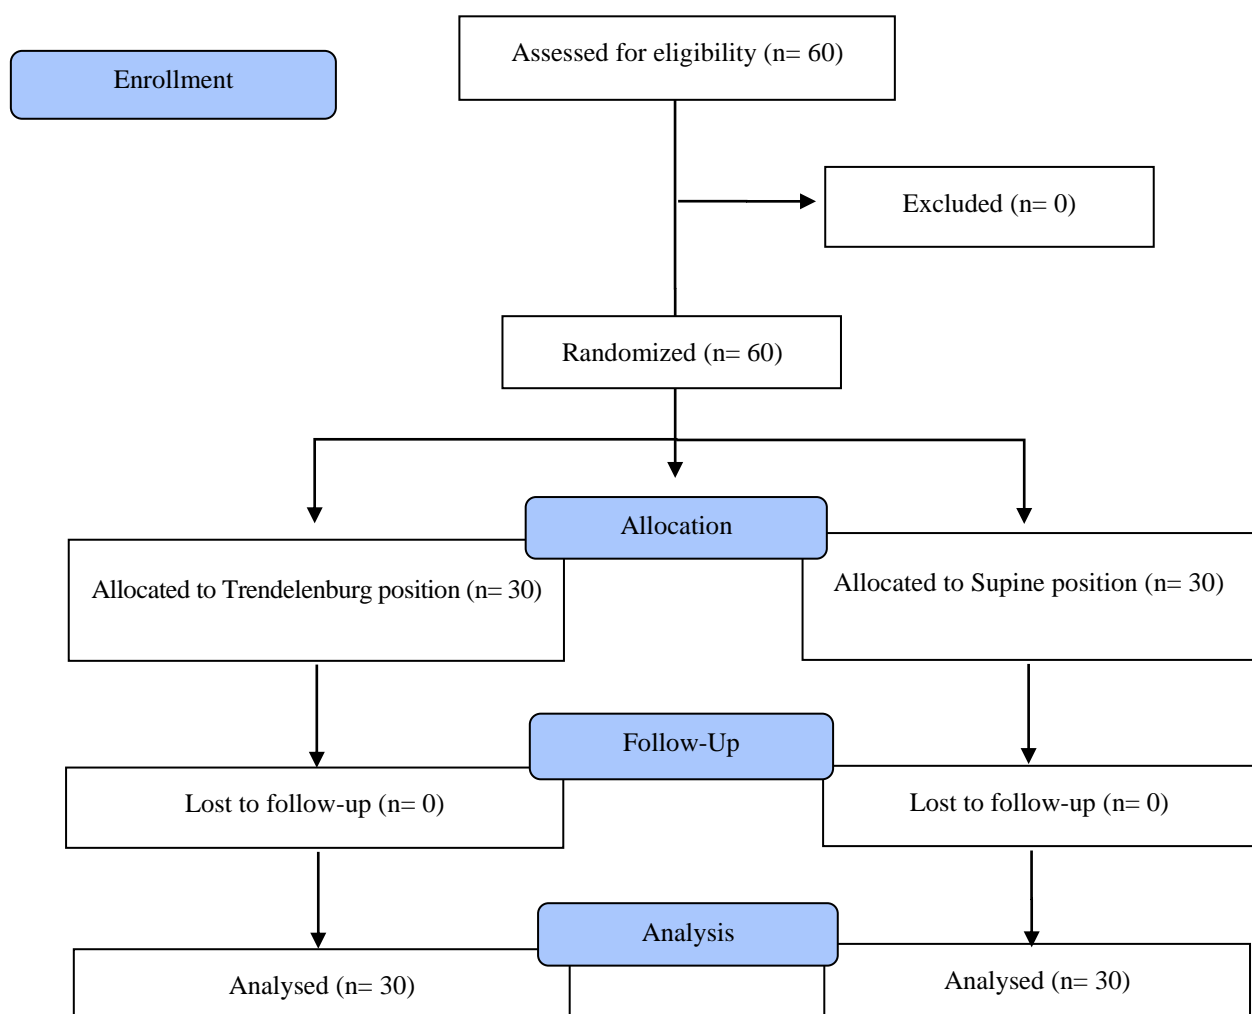 Assessed for eligibility (n= 60)
Enrollment
Excluded (n= 0)
Randomized (n= 60)
Allocation
Allocated to Trendelenburg position (n= 30)
Allocated to Supine position (n= 30)
Follow-Up
Lost to follow-up (n= 0)
Lost to follow-up (n= 0)
Analysis
Analysed (n= 30)
Analysed (n= 30)